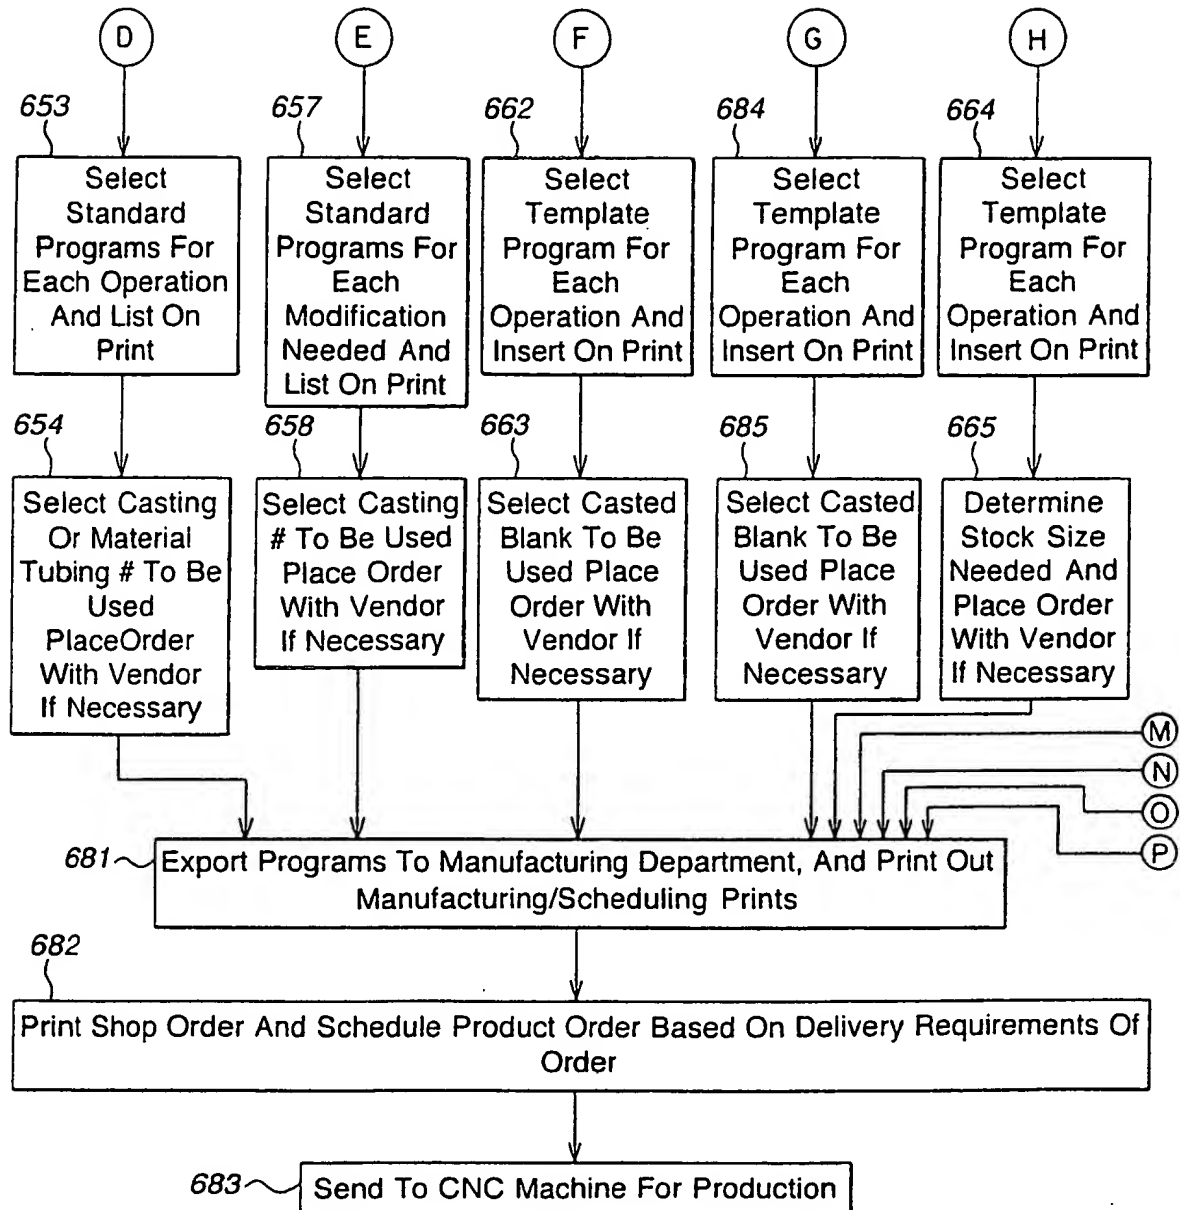 D
E
F
G
H
653
657
662
684
664
Select
Standard
Programs For
Each Operation
And List On
Print
Select
Standard
Programs For
Each
Modification
Needed And
List On Print
Select
Template
Program For
Each
Operation And
Insert On Print
Select
Template
Program For
Each
Operation And
Insert On Print
Select
Template
Program For
Each
Operation And
Insert On Print
654
658
663
685
665
Select Casting
Or Material
Tubing # To Be
Used
PlaceOrder
With Vendor
If Necessary
Select Casting
# To Be Used
Place Order
With Vendor
If Necessary
Select Casted
Blank To Be
Used Place
Order With
Vendor If
Necessary
Select Casted
Blank To Be
Used Place
Order With
Vendor If
Necessary
Determine
Stock Size
Needed And
Place Order
With Vendor
If Necessary
M
N
O
P
681
Export Programs To Manufacturing Department, And Print Out
Manufacturing/Scheduling Prints
682
Print Shop Order And Schedule Product Order Based On Delivery Requirements Of
Order
683
Send To CNC Machine For Production